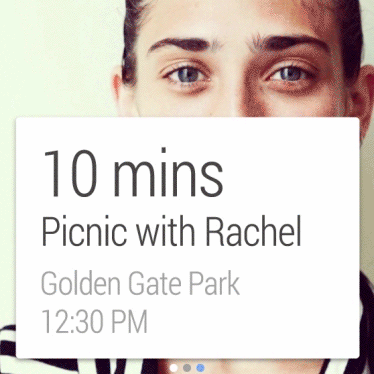 10 mins
Picnic with Rachel
Golden Gate Park
12:30 PM